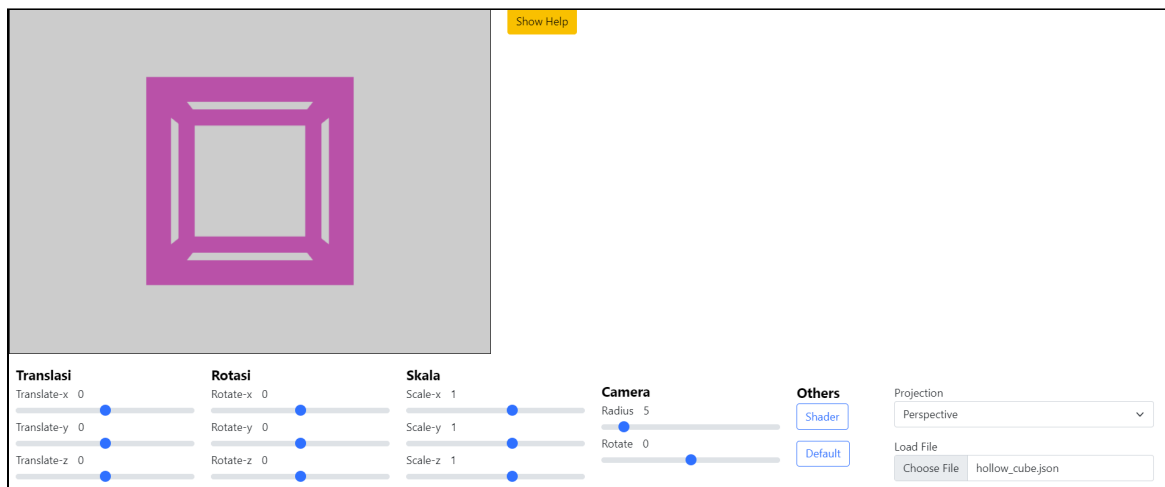 Show Help
Translasi
Translate-x 0
Translate-y 0
Translate-z 0
Rotasi
Rotate-x 0
Rotate-y 0
Rotate-z 0
Skala
Scale-x 1
Scale-y 1
Scale-z 1
Camera
Radius 5
Rotate 0
Others
Shader
Default
Projection
Perspective
Load File
Choose File hollow_cube.json